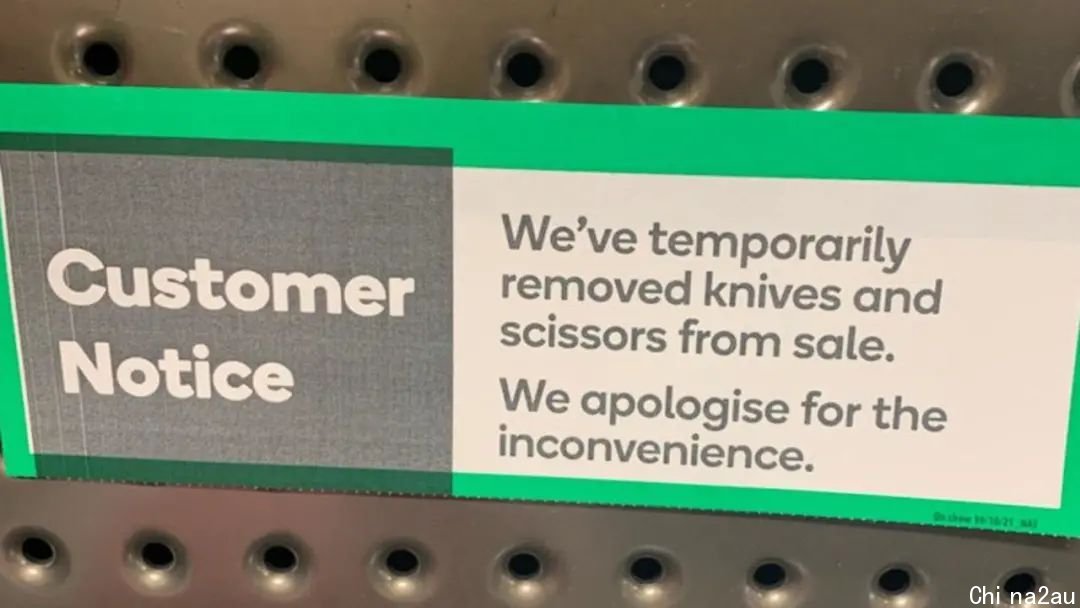 Customer
Notice
We've temporarily
removed knives and
scissors from sale.
We apologise for the
inconvenience.
Chi na2au